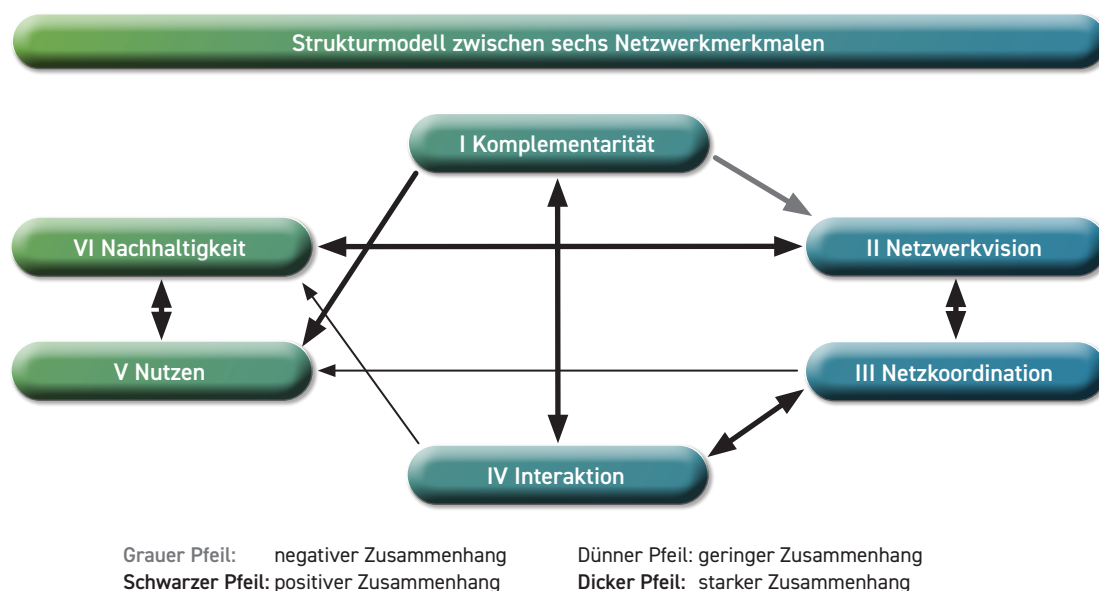 Strukturmodell zwischen sechs Netzwerkmerkmalen
I Komplementarität
VI Nachhaltigkeit
II Netzwerkvision
V Nutzen
III Netzkoordination
IV Interaktion
Grauer Pfeil: negativer Zusammenhang
Dünner Pfeil: geringer Zusammenhang
Schwarzer Pfeil: positiver Zusammenhang
Dicker Pfeil: starker Zusammenhang